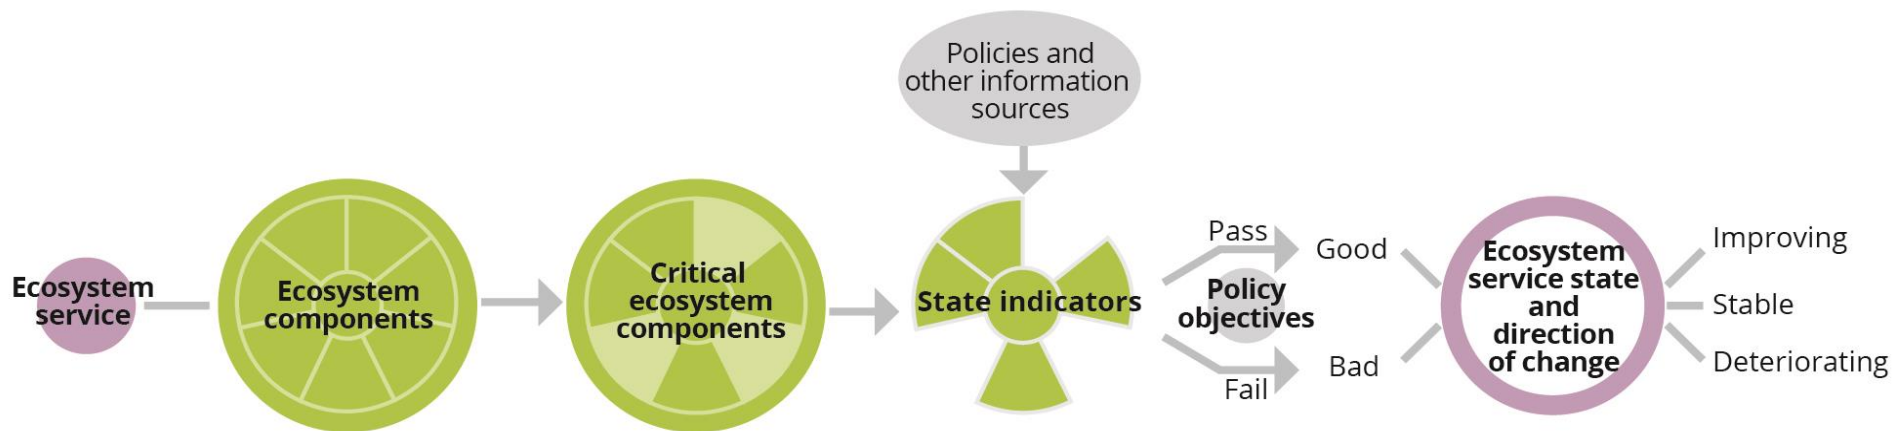 Policies and
other information
sources
Ecosystem
service
Ecosystem
components
Critical
ecosystem
components
State indicators
Pass
Policy
objectives
Fail
Good
Bad
Ecosystem
service state
and
direction
of change
Improving
Stable
Deteriorating